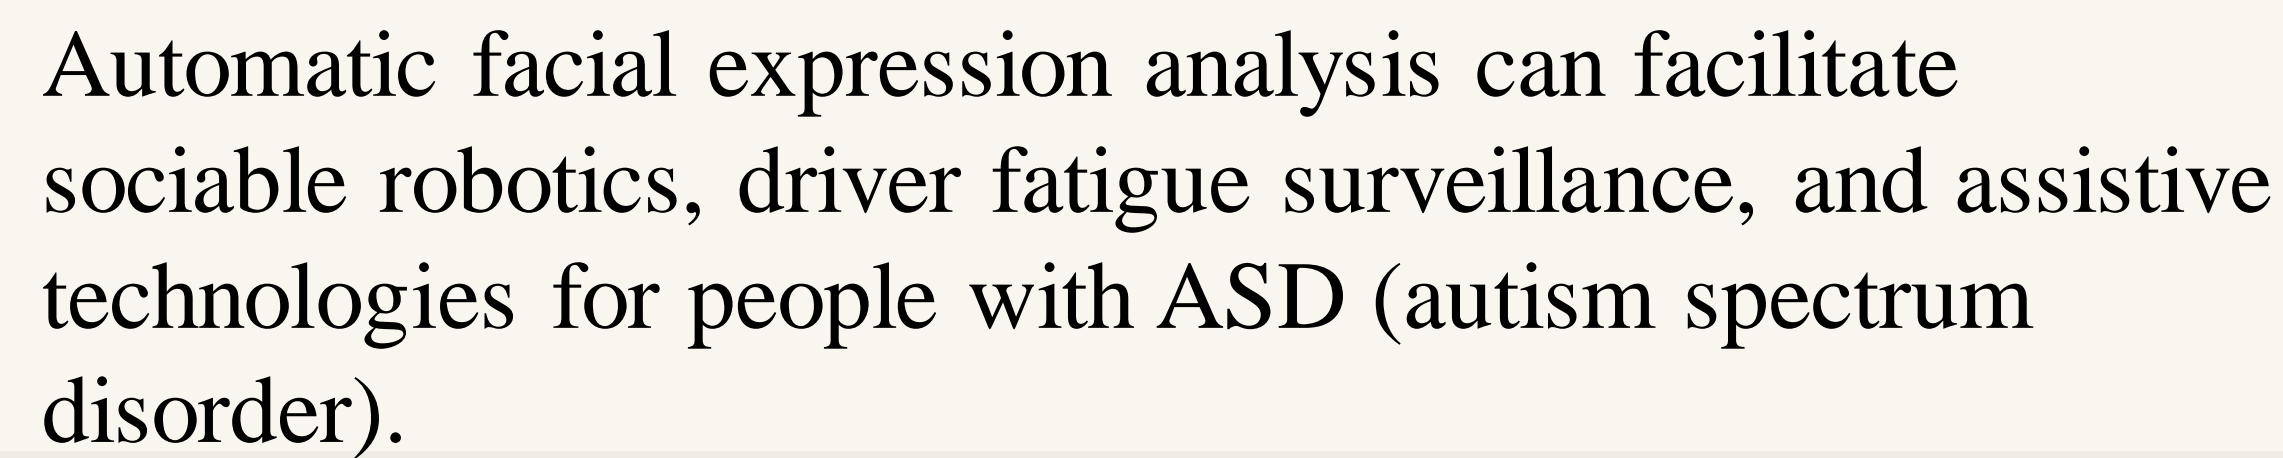 Automatic facial expression analysis can facilitate
sociable robotics, driver fatigue surveillance, and assistive
technologies for people with ASD (autism spectrum
disorder).